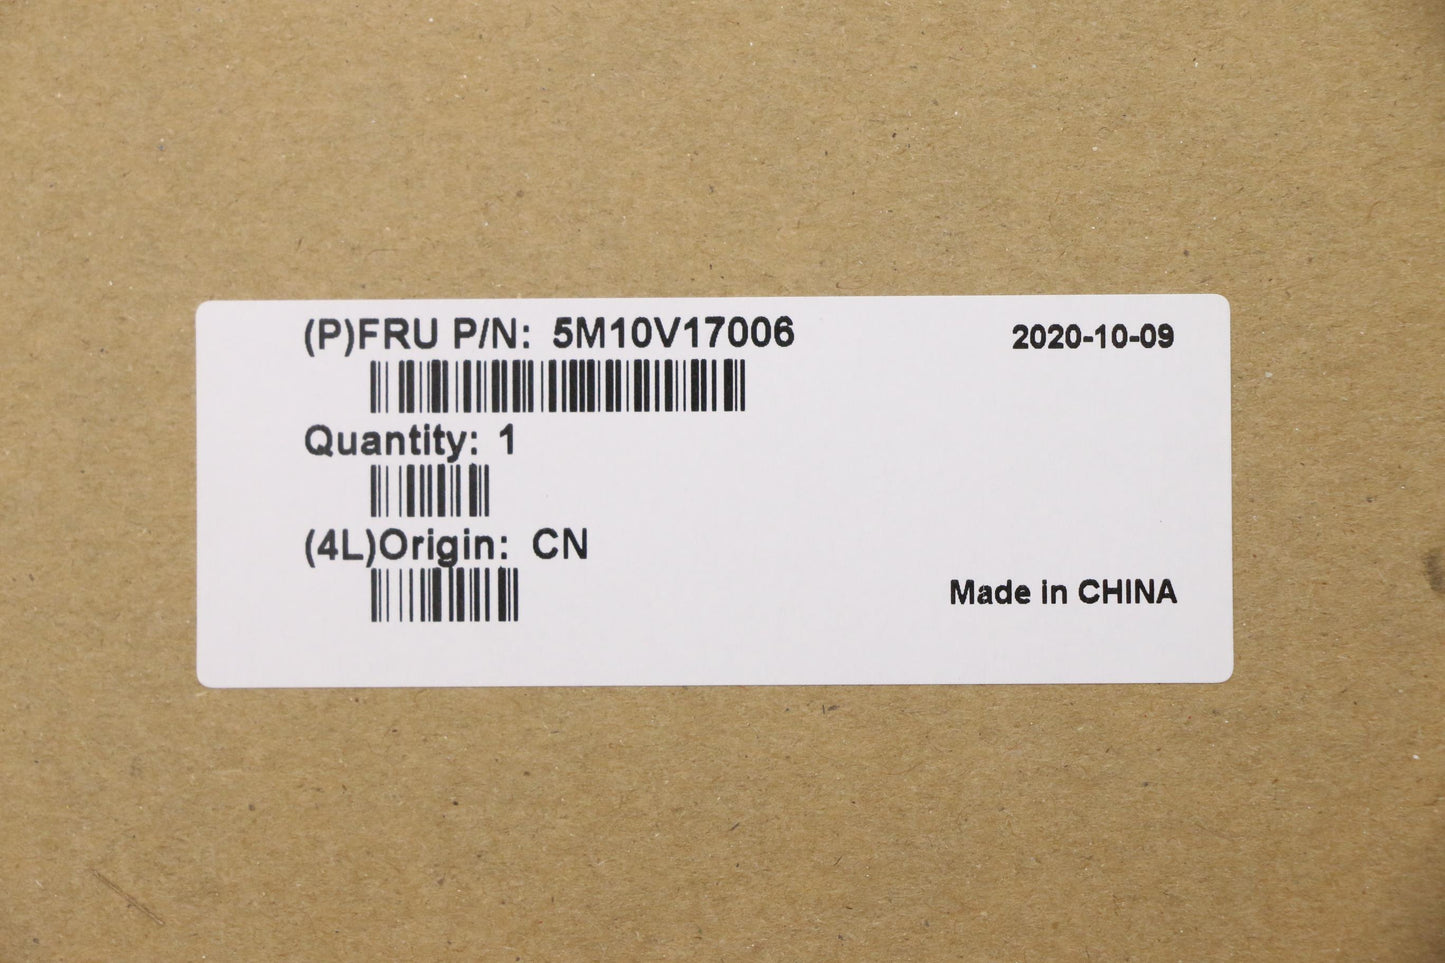 (P)FRU P/N: 5M10V17006
2020-10-09
Quantity: 1
(4L)Origin: CN
Made in CHINA